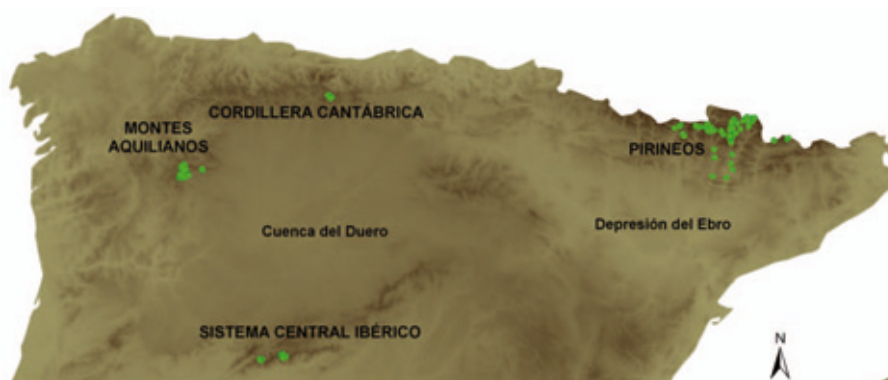 CORDILLERA CANTÁBRICA
MONTES
AQUILIANOS
PIRINEOS
Cuenca del Duero
Depresión del Ebro
SISTEMA CENTRAL IBÉRICO
N